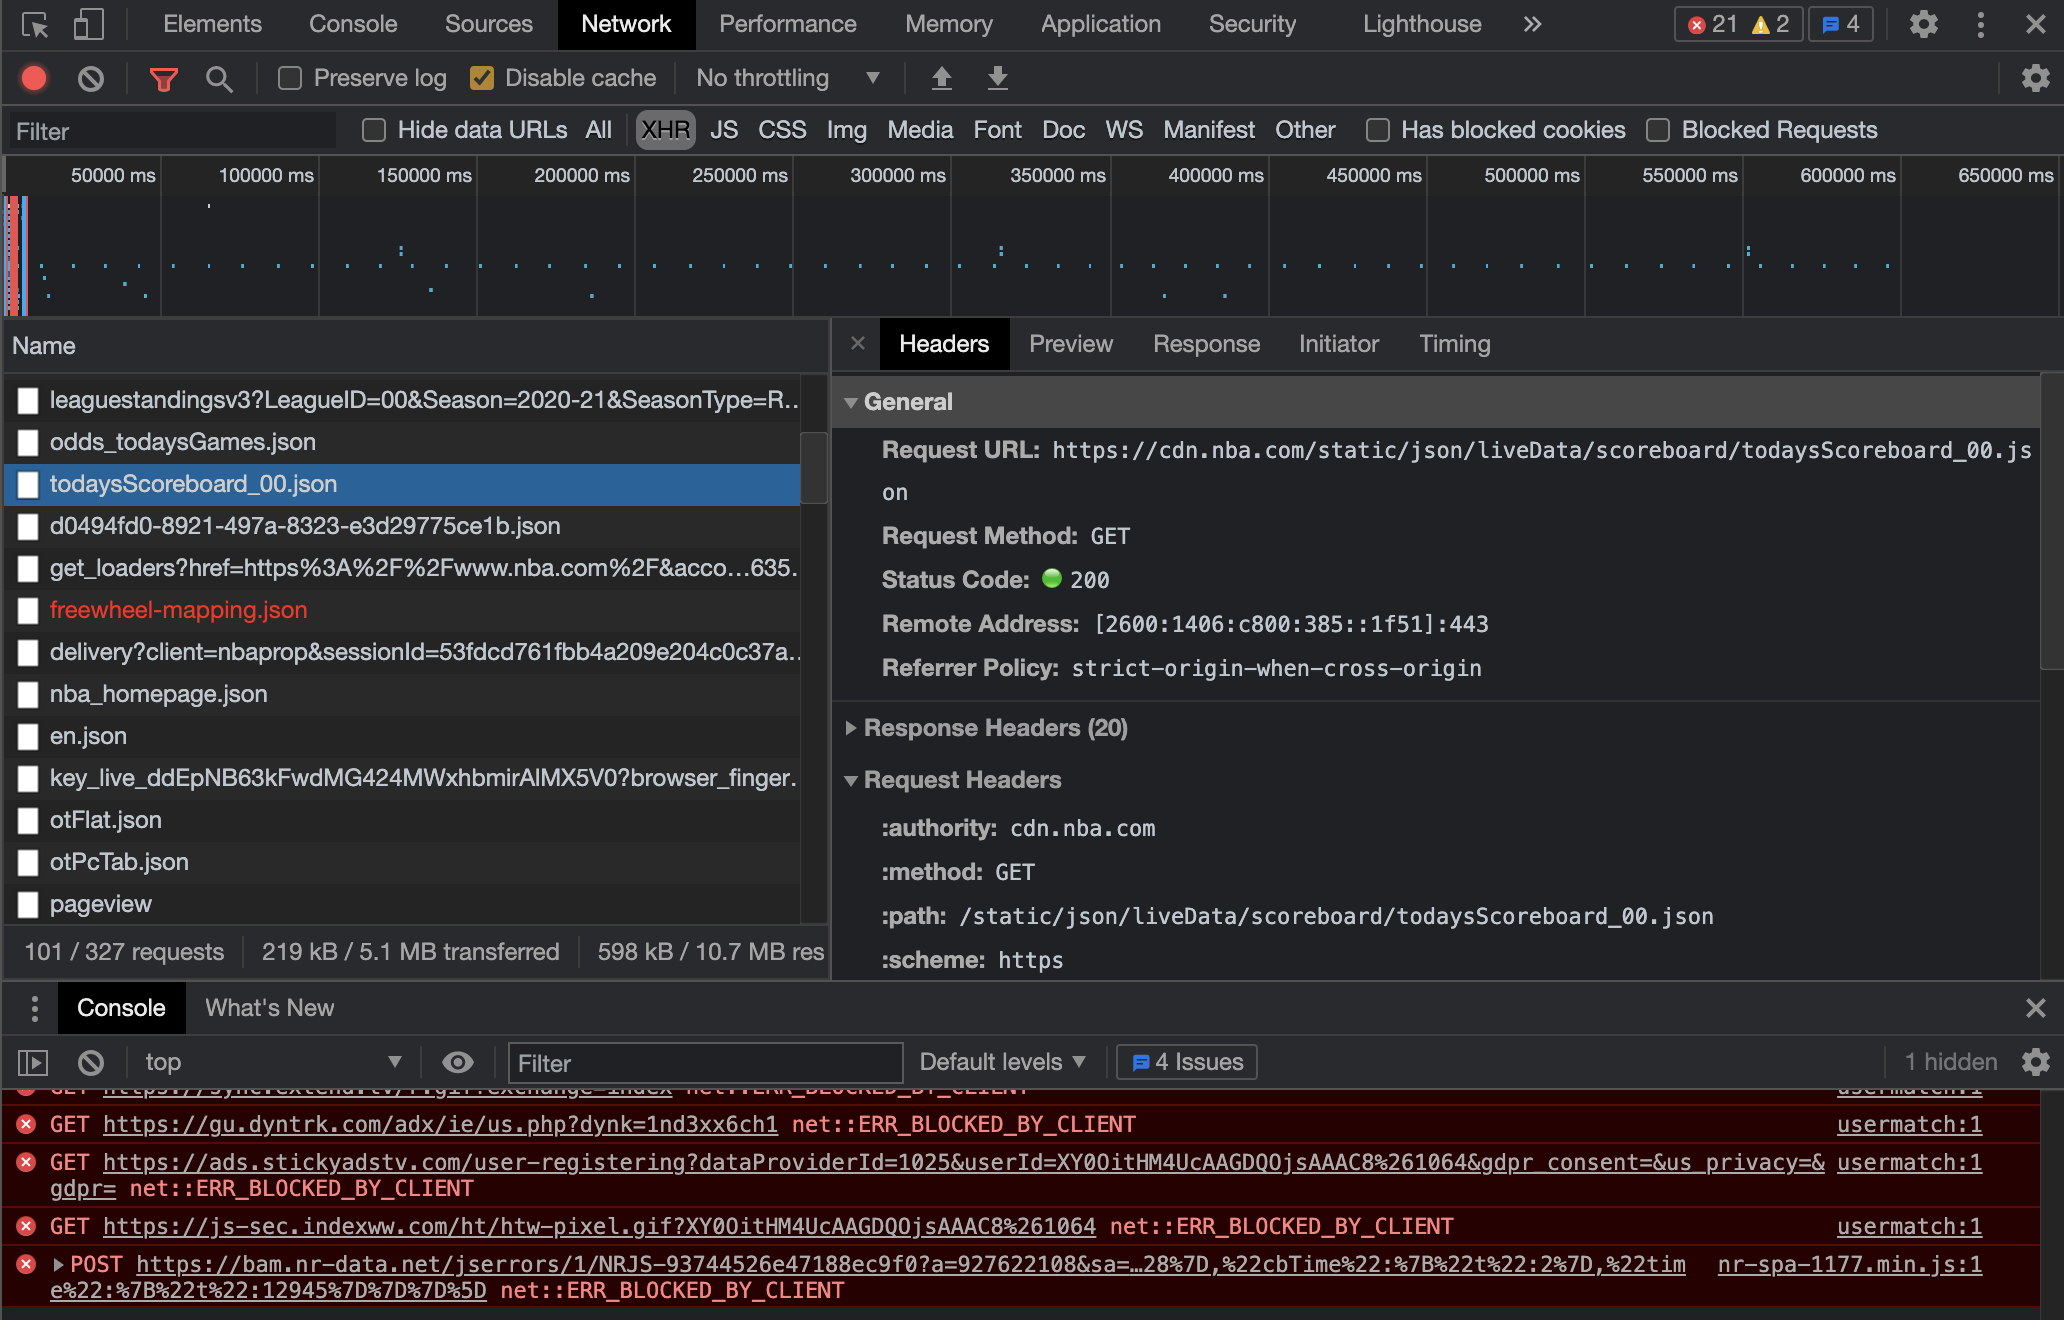 Elements Console Sources Network Performance Memory Application Security Lighthouse 21 2 4
Preserve log Disable cache No throttling
Filter Hide data URLs All XHR JS CSS Img Media Font Doc WS Manifest Other Has blocked cookies Blocked Requests
50000 ms 100000 ms 150000 ms 200000 ms 250000 ms 300000 ms 350000 ms 400000 ms 450000 ms 500000 ms 550000 ms 600000 ms 650000 ms
Name
leaguestandingsv3?LeagueID=00&Season=2020-21&SeasonType=R…
odds_todaysGames.json
todaysScoreboard_00.json
d0494fd0-8921-497a-8323-e3d29775ce1b.json
get_loaders?href=https%3A%2F%2Fwww.nba.com%2F&acco…635.
freewheel-mapping.json
delivery?client=nbaprop&sessionId=53fdcd761fbb4a209e204c0c37a…
nba_homepage.json
en.json
key_live_ddEpNB63kFwdMG424MWxhbmirAlMX5V0?browser_finger.
otFlat.json
otPcTab.json
pageview
101 / 327 requests 219 kB / 5.1 MB transferred 598 kB / 10.7 MB res
Headers Preview Response Initiator Timing
General
Request URL: https://cdn.nba.com/static/json/liveData/scoreboard/todaysScoreboard_00.js
on
Request Method: GET
Status Code: 200
Remote Address: [2600:1406:c800:385::1f51]:443
Referrer Policy: strict-origin-when-cross-origin
Response Headers (20)
Request Headers
:authority: cdn.nba.com
:method: GET
:path: /static/json/liveData/scoreboard/todaysScoreboard_00.json
:scheme: https
Console What's New
top Filter Default levels 4 Issues 1 hidden
GET net::ERR_BLOCKED_BY_CLIENT usermatch:1
GET https://gu.dyntrk.com/adx/ie/us.php?dynk=1nd3xx6ch1 net::ERR_BLOCKED_BY_CLIENT usermatch:1
GET https://ads.stickyadstv.com/user-registering?dataProviderId=1025&userId=XY0OitHM4UcAAGDQOjsAAAC8%261064&gdpr_consent=&us_privacy=& usermatch:1
gdpr= net::ERR_BLOCKED_BY_CLIENT
GET https://js-sec.indexww.com/ht/htw-pixel.gif?XY0OitHM4UcAAGDQOjsAAAC8%261064 net::ERR_BLOCKED_BY_CLIENT usermatch:1
POST https://bam.nr-data.net/jserrors/1/NRJS-93744526e47188ec9f0?a=927622108&sa=…28%7D,%22cbTime%22:%7B%22t%22:2%7D,%22tim nr-spa-1177.min.js:1
e%22:%7B%22t%22:12945%7D%7D%7D%5D net::ERR_BLOCKED_BY_CLIENT